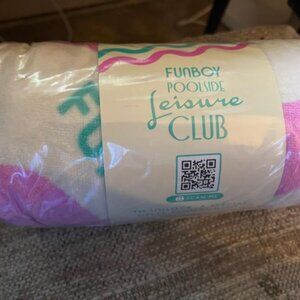 FUNBOY
POOLSIDE
Leisure
CLUB
SCAN ME